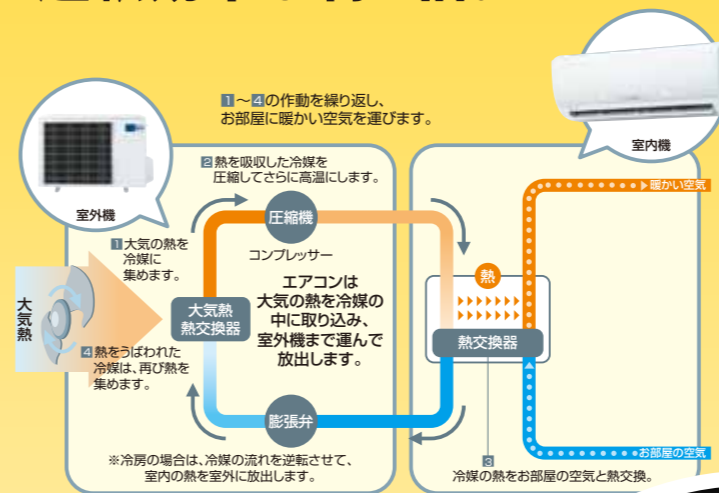 1～4の作動を繰り返し、
お部屋に暖かい空気を運びます。
室内機
室外機
2熱を吸収した冷媒を
圧縮してさらに高温にします。
暖かい空気
圧縮機
コンプレッサー
1大気の熱を
冷媒に
集めます。
熱
大気熱
大気熱
熱交換器
エアコンは
大気の熱を冷媒の
中に取り込み、
室外機まで運んで
放出します。
熱交換器
4熱をうばわれた
冷媒は、再び熱を
集めます。
膨張弁
お部屋の空気
※冷房の場合は、冷媒の流れを逆転させて、
室内の熱を室外に放出します。
3
冷媒の熱をお部屋の空気と熱交換。